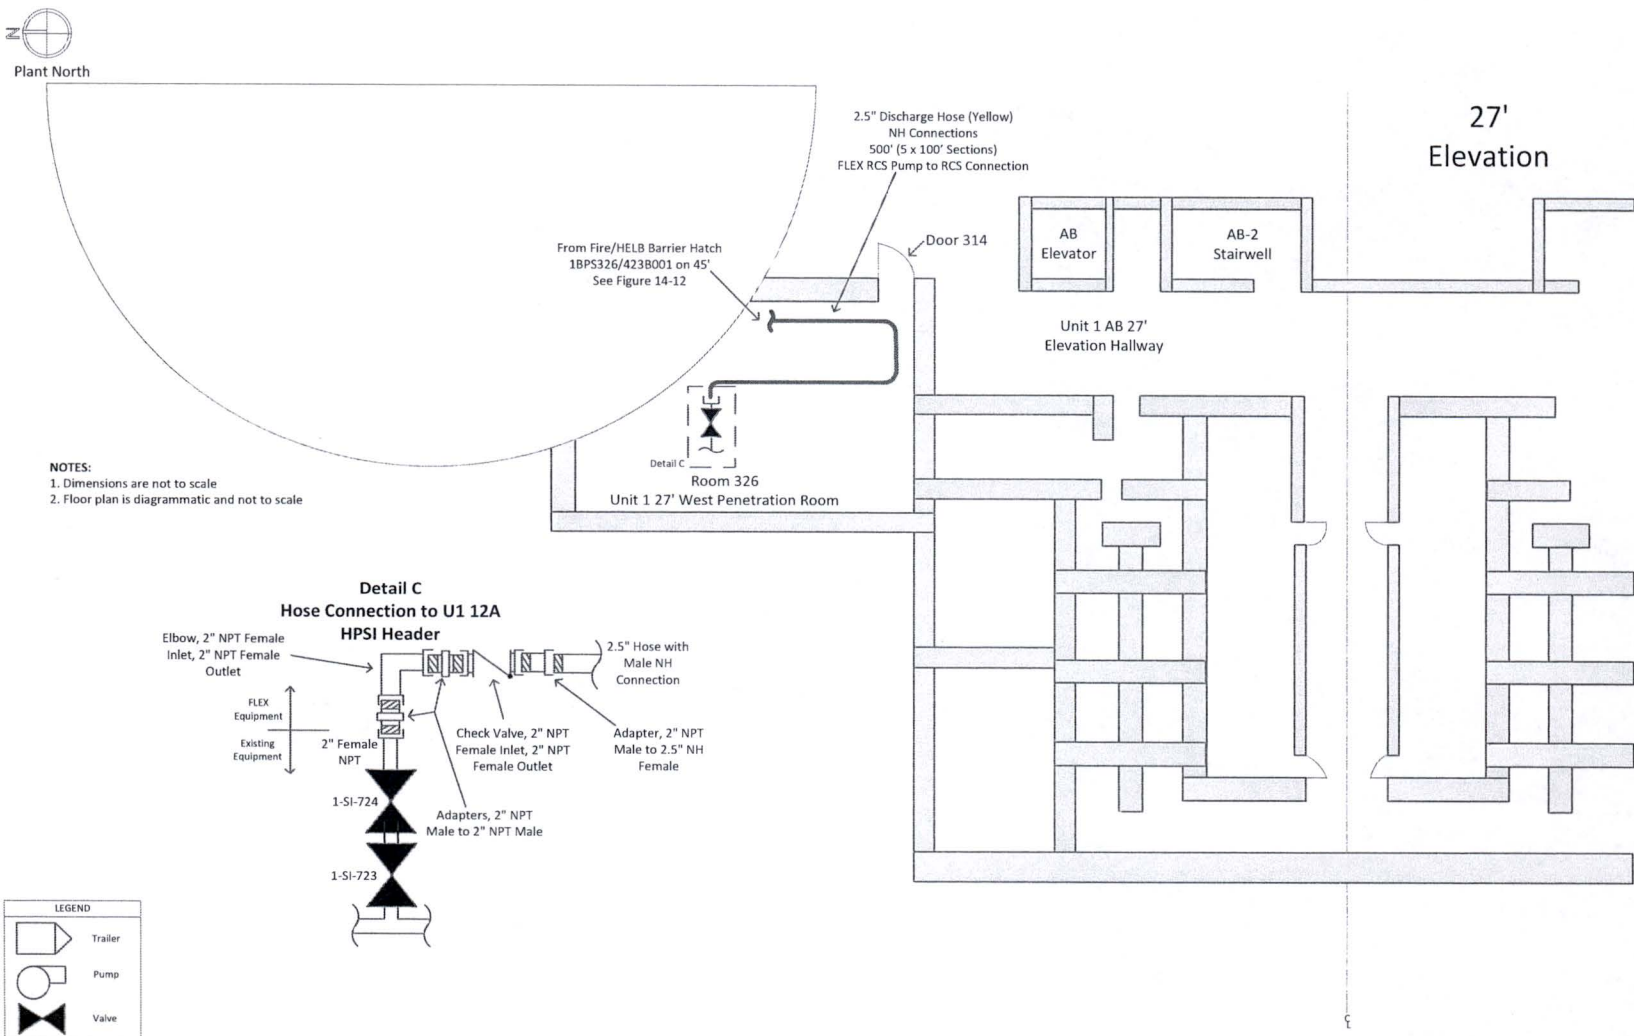 N
Plant North
27'
Elevation
2.5" Discharge Hose (Yellow)
NH Connections
500' (5 x 100' Sections)
FLEX RCS Pump to RCS Connection
From Fire/HELB Barrier Hatch
1BPS326/423B001 on 45'
See Figure 14-12
Door 314
AB
Elevator
AB-2
Stairwell
Unit 1 AB 27'
Elevation Hallway
Detail C
Room 326
Unit 1 27' West Penetration Room
NOTES:
1. Dimensions are not to scale
2. Floor plan is diagrammatic and not to scale
Detail C
Hose Connection to U1 12A
HPSI Header
Elbow, 2" NPT Female
Inlet, 2" NPT Female
Outlet
2.5" Hose with
Male NH
Connection
FLEX
Equipment
Existing
Equipment
2" Female
NPT
Check Valve, 2" NPT
Female Inlet, 2" NPT
Female Outlet
Adapter, 2" NPT
Male to 2.5" NH
Female
1-SI-724
Adapters, 2" NPT
Male to 2" NPT Male
1-SI-723
LEGEND
Trailer
Pump
Valve
CL